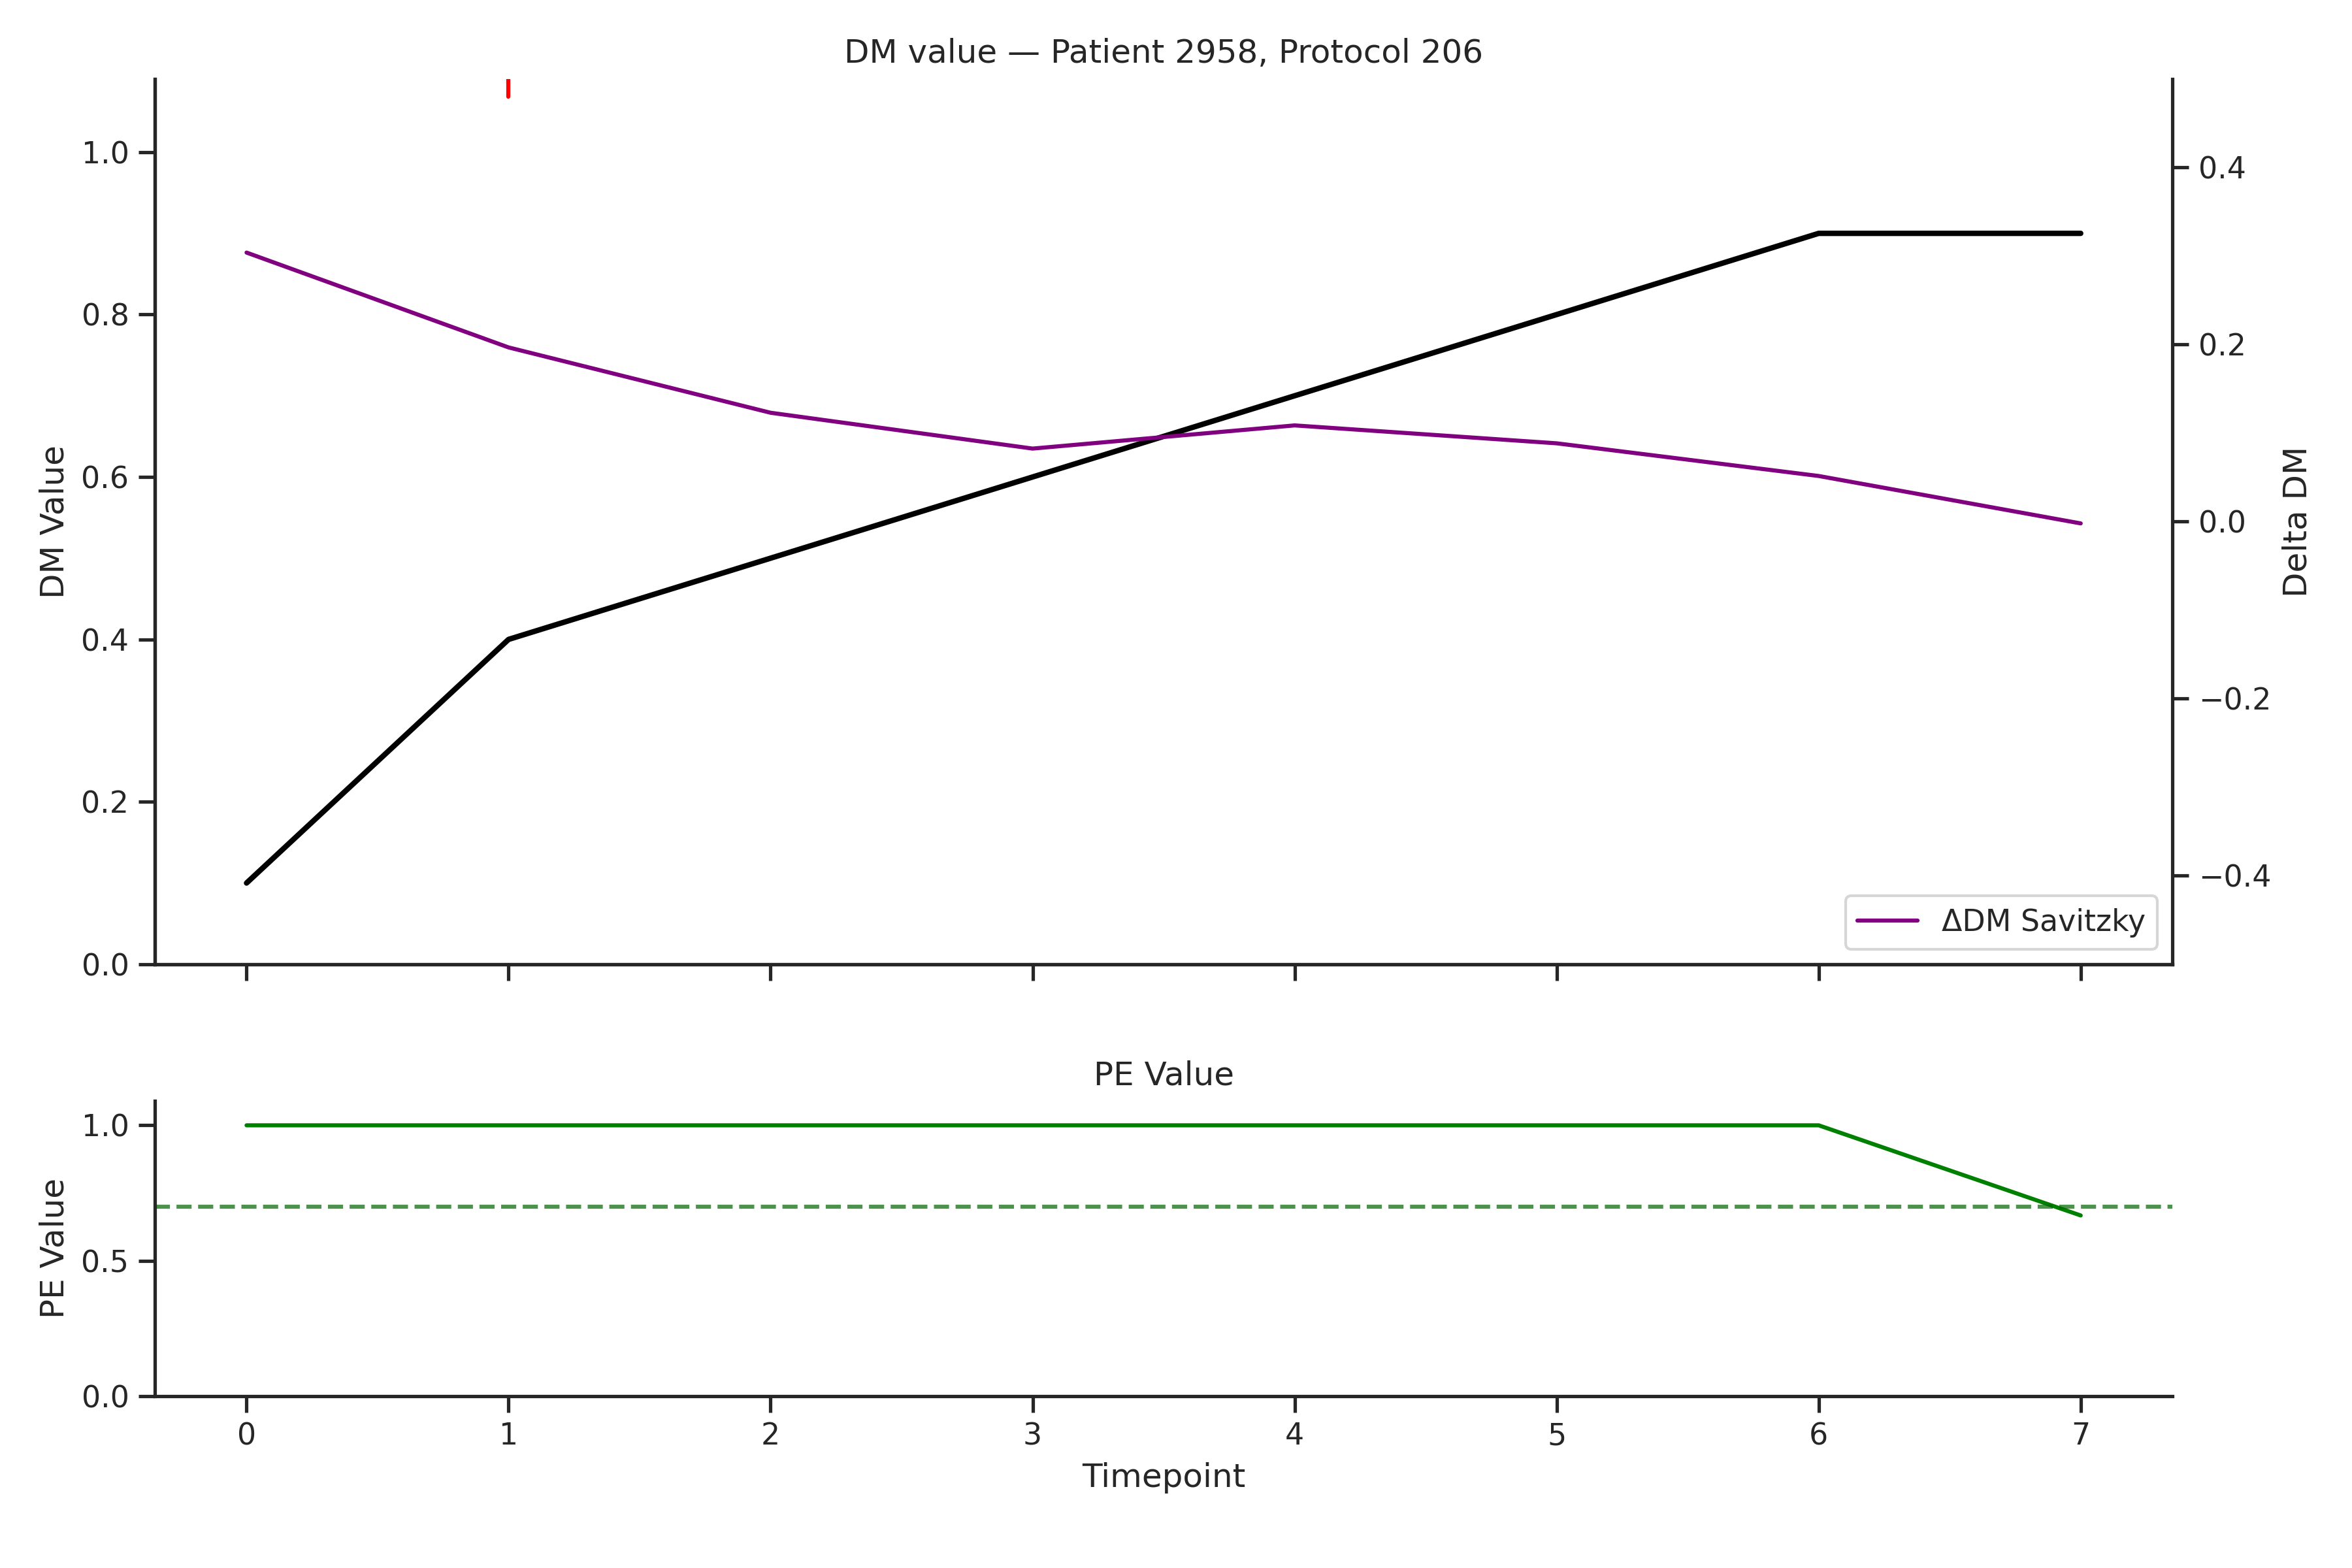 DM value — Patient 2958, Protocol 206
DM Value
1.0
0.8
0.6
0.4
0.2
0.0
Delta DM
0.4
0.2
0.0
−0.2
−0.4
ΔDM Savitzky
PE Value
PE Value
1.0
0.5
0.0
0 1 2 3 4 5 6 7
Timepoint